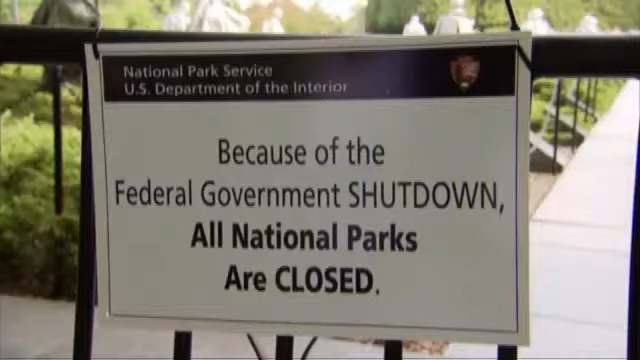 National Park Service
U.S. Department of the Interior
Because of the
Federal Government SHUTDOWN,
All National Parks
Are CLOSED.